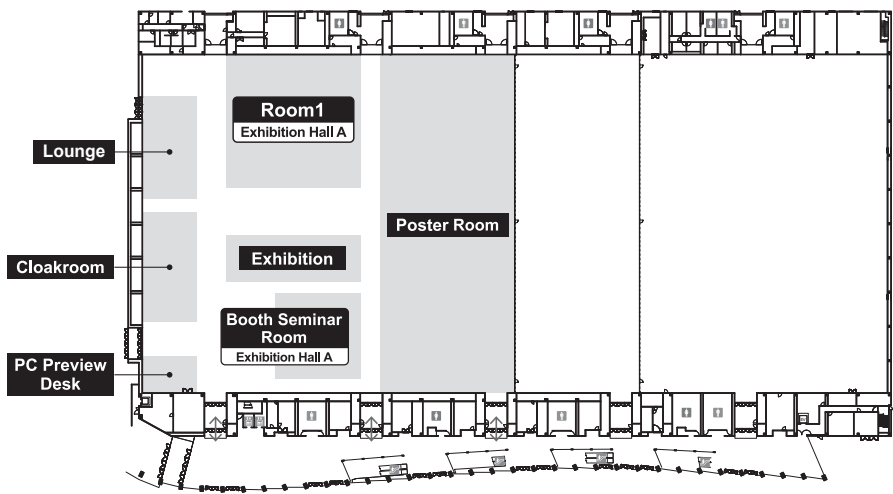 Room1
Exhibition Hall A
Lounge
Poster Room
Exhibition
Cloakroom
Booth Seminar
Room
Exhibition Hall A
PC Preview
Desk